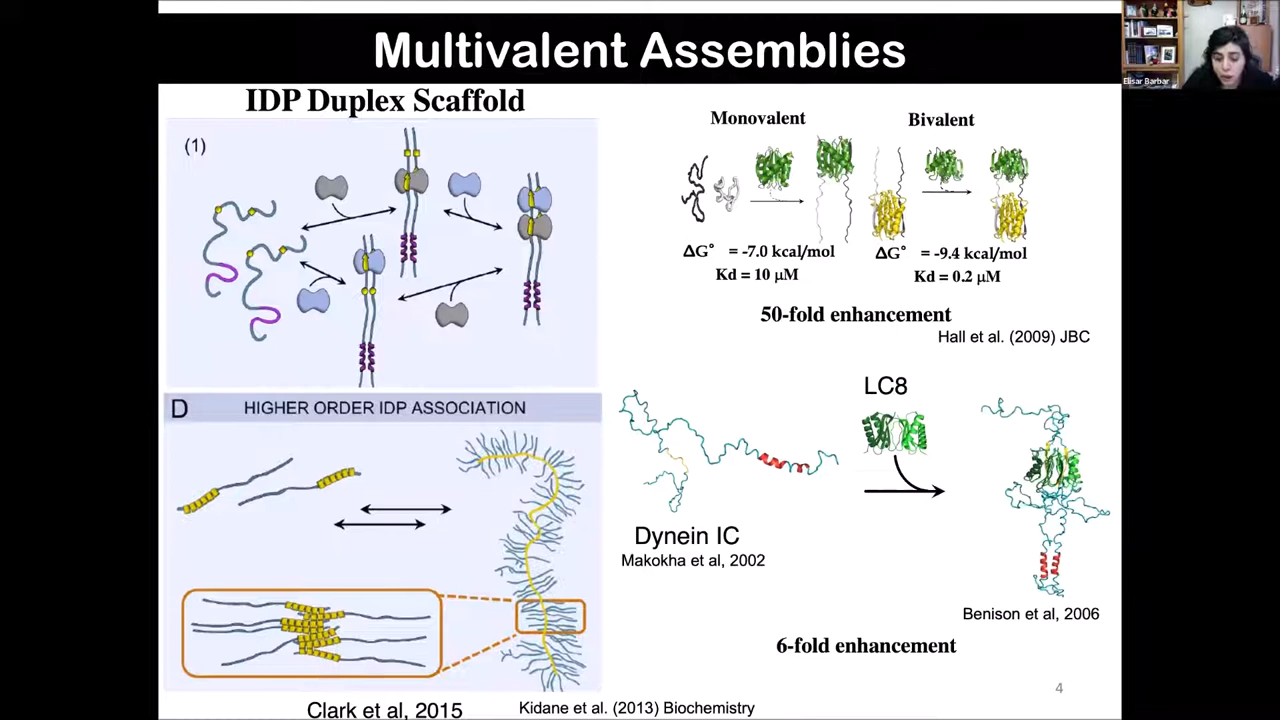 Multivalent Assemblies
Elisar Barbar
IDP Duplex Scaffold
(1)
Monovalent
Bivalent
ΔG° = -7.0 kcal/mol
Kd = 10 μM
ΔG° = -9.4 kcal/mol
Kd = 0.2 μM
50-fold enhancement
Hall et al. (2009) JBC
D HIGHER ORDER IDP ASSOCIATION
LC8
Dynein IC
Makokha et al, 2002
Benison et al, 2006
6-fold enhancement
4
Clark et al, 2015
Kidane et al. (2013) Biochemistry